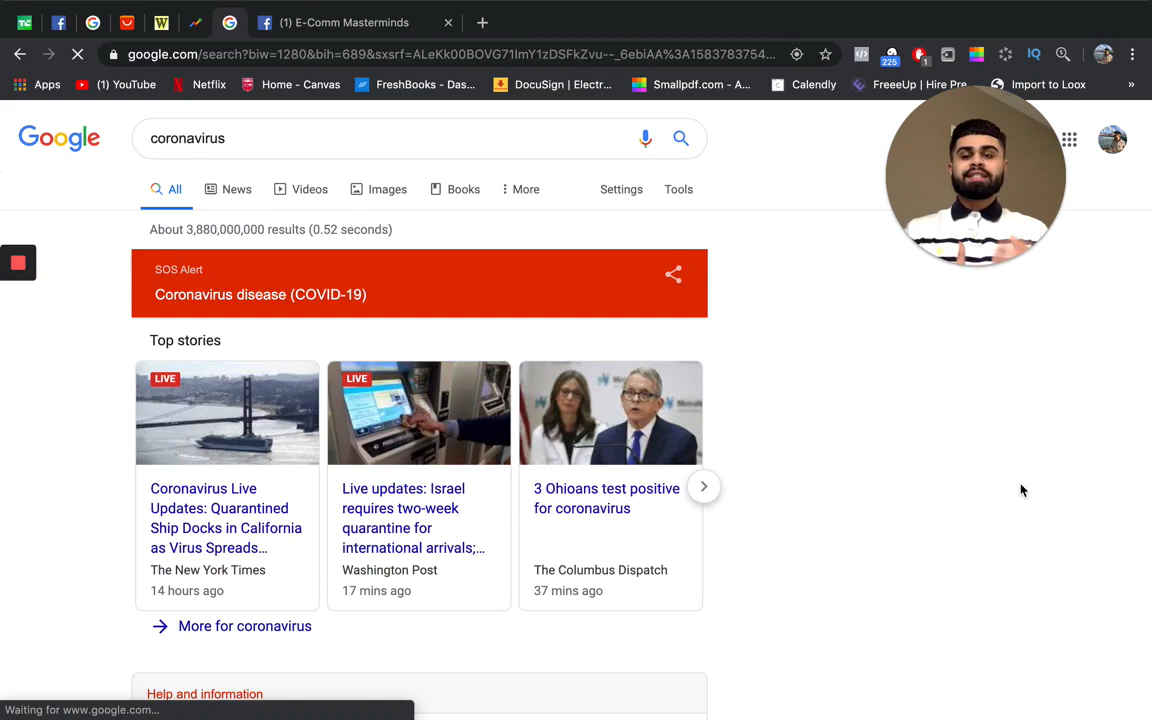 (1) E-Comm Masterminds
google.com/search?biw=1280&bih=689&sxsrf=ALeKk00BOVG71lmY1zDSFkZvu--_6ebiAA%3A1583783754...
225
1
IQ
Apps
(1) YouTube
Netflix
Home - Canvas
FreshBooks - Das...
DocuSign | Electr...
Smallpdf.com - A...
Calendly
FreeeUp | Hire Pre...
Import to Loox
»
Google
coronavirus
All
News
Videos
Images
Books
More
Settings
Tools
About 3,880,000,000 results (0.52 seconds)
SOS Alert
Coronavirus disease (COVID-19)
Top stories
LIVE
Coronavirus Live
Updates: Quarantined
Ship Docks in California
as Virus Spreads...
The New York Times
14 hours ago
LIVE
Live updates: Israel
requires two-week
quarantine for
international arrivals;...
Washington Post
17 mins ago
3 Ohioans test positive
for coronavirus
The Columbus Dispatch
37 mins ago
More for coronavirus
Help and information
Waiting for www.google.com...